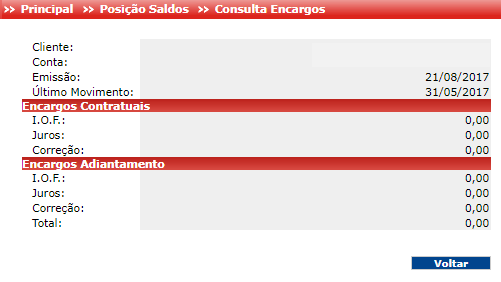 >> Principal >> Posição Saldos >> Consulta Encargos
Cliente:
Conta:
Emissão: 21/08/2017
Último Movimento: 31/05/2017
Encargos Contratuais
I.O.F.: 0,00
Juros: 0,00
Correção: 0,00
Encargos Adiantamento
I.O.F.: 0,00
Juros: 0,00
Correção: 0,00
Total: 0,00
Voltar